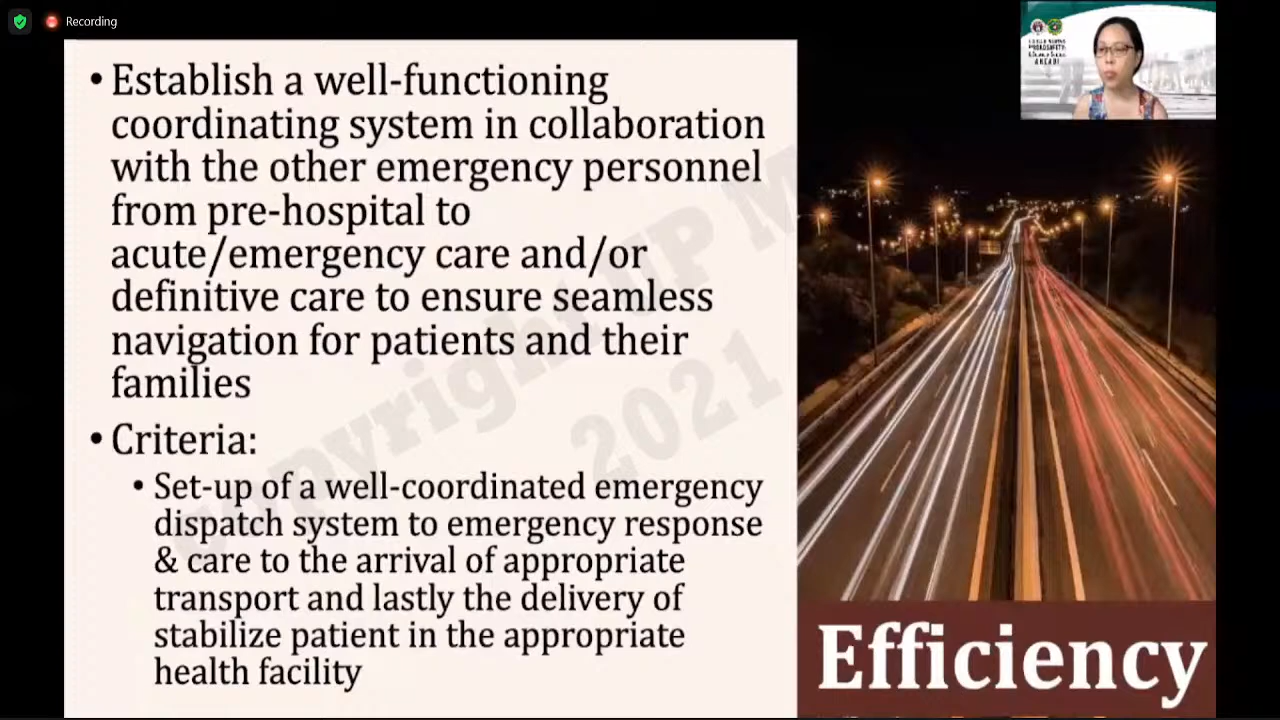 Recording
• Establish a well-functioning
coordinating system in collaboration
with the other emergency personnel
from pre-hospital to
acute/emergency care and/or
definitive care to ensure seamless
navigation for patients and their
families
• Criteria:
• Set-up of a well-coordinated emergency
dispatch system to emergency response
& care to the arrival of appropriate
transport and lastly the delivery of
stabilize patient in the appropriate
health facility
Efficiency
2021